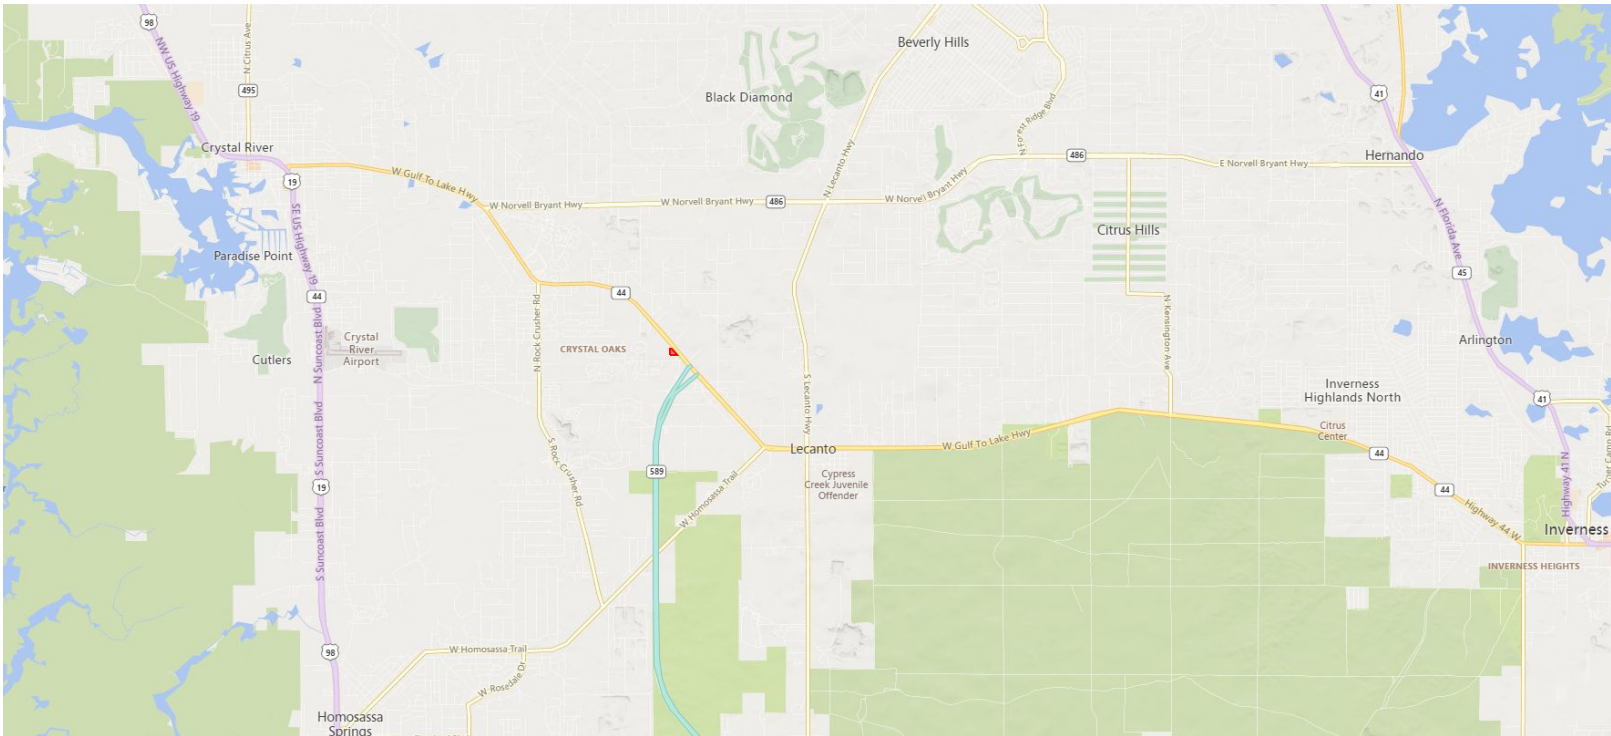 98
NW US Highway 19
N Citrus Ave
495
Beverly Hills
Black Diamond
41
N Forest Ridge Blvd
Crystal River
N Lecanto Hwy
486
E Norvell Bryant Hwy
Hernando
19
W Gulf To Lake Hwy
W Norvell Bryant Hwy
W Norvell Bryant Hwy
486
W Norvell Bryant Hwy
SE US Highway 19
N Florida Ave
Citrus Hills
Paradise Point
45
44
44
N Kensington Ave
N Rock Crusher Rd
N Suncoast Blvd
Crystal
River
Airport
CRYSTAL OAKS
Cutlers
Arlington
S Lecanto Hwy
Inverness
Highlands North
41
S Suncoast Blvd
Citrus
Center
W Gulf To Lake Hwy
Lecanto
44
S Rock Crusher Rd
589
Cypress
Creek Juvenile
Offender
W Homosassa Trail
19
44
Highway 41 N
Turner Camp Rd
Highway 44 W
Inverness
S Suncoast Blvd
INVERNESS HEIGHTS
98
W Homosassa Trail
W Rosedale Dr
Homosassa
Springs